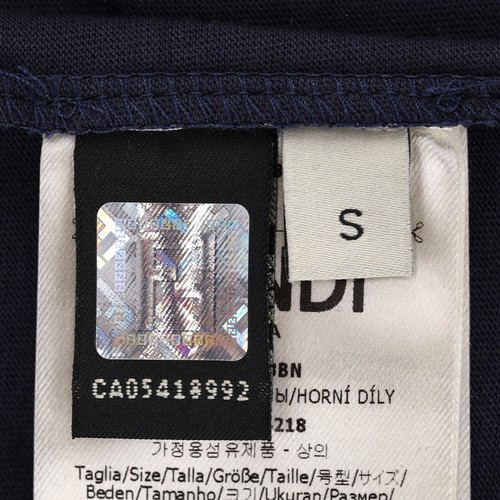 S
NDI
A
BN
CA05418992
Ы/HORNÍ DÍLY
-218
가정용섬유제품 - 상의
Taglia/Size/Talla/Größe/Taille/号型/サイズ/
Beden/Tamanho/크기/Ukuran/Размер/